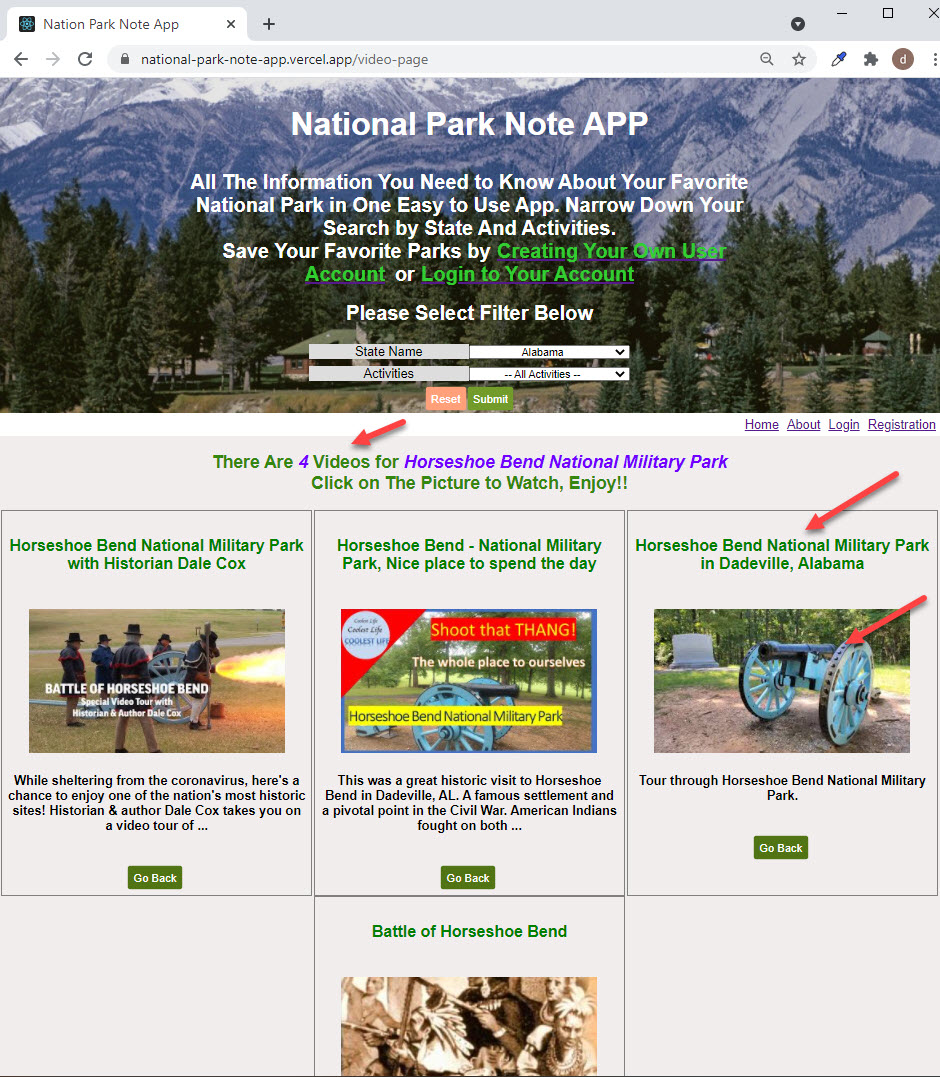 Nation Park Note App
national-park-note-app.vercel.app/video-page
d
National Park Note APP
All The Information You Need to Know About Your Favorite
National Park in One Easy to Use App. Narrow Down Your
Search by State And Activities.
Save Your Favorite Parks by Creating Your Own User
Account or Login to Your Account
Please Select Filter Below
State Name Alabama
Activities -- All Activities --
Reset Submit
Home About Login Registration
There Are 4 Videos for Horseshoe Bend National Military Park
Click on The Picture to Watch, Enjoy!!
Horseshoe Bend National Military Park
with Historian Dale Cox
BATTLE OF HORSESHOE BEND
Special Video Tour with
Historian & Author Dale Cox
While sheltering from the coronavirus, here's a
chance to enjoy one of the nation's most historic
sites! Historian & author Dale Cox takes you on
a video tour of ...
Go Back
Horseshoe Bend - National Military
Park, Nice place to spend the day
Coolest Life
Coolest Life
COOLEST LIFE
Shoot that THANG!
The whole place to ourselves
Horseshoe Bend National Military Park
This was a great historic visit to Horseshoe
Bend in Dadeville, AL. A famous settlement and
a pivotal point in the Civil War. American Indians
fought on both ...
Go Back
Horseshoe Bend National Military Park
in Dadeville, Alabama
Tour through Horseshoe Bend National Military
Park.
Go Back
Battle of Horseshoe Bend